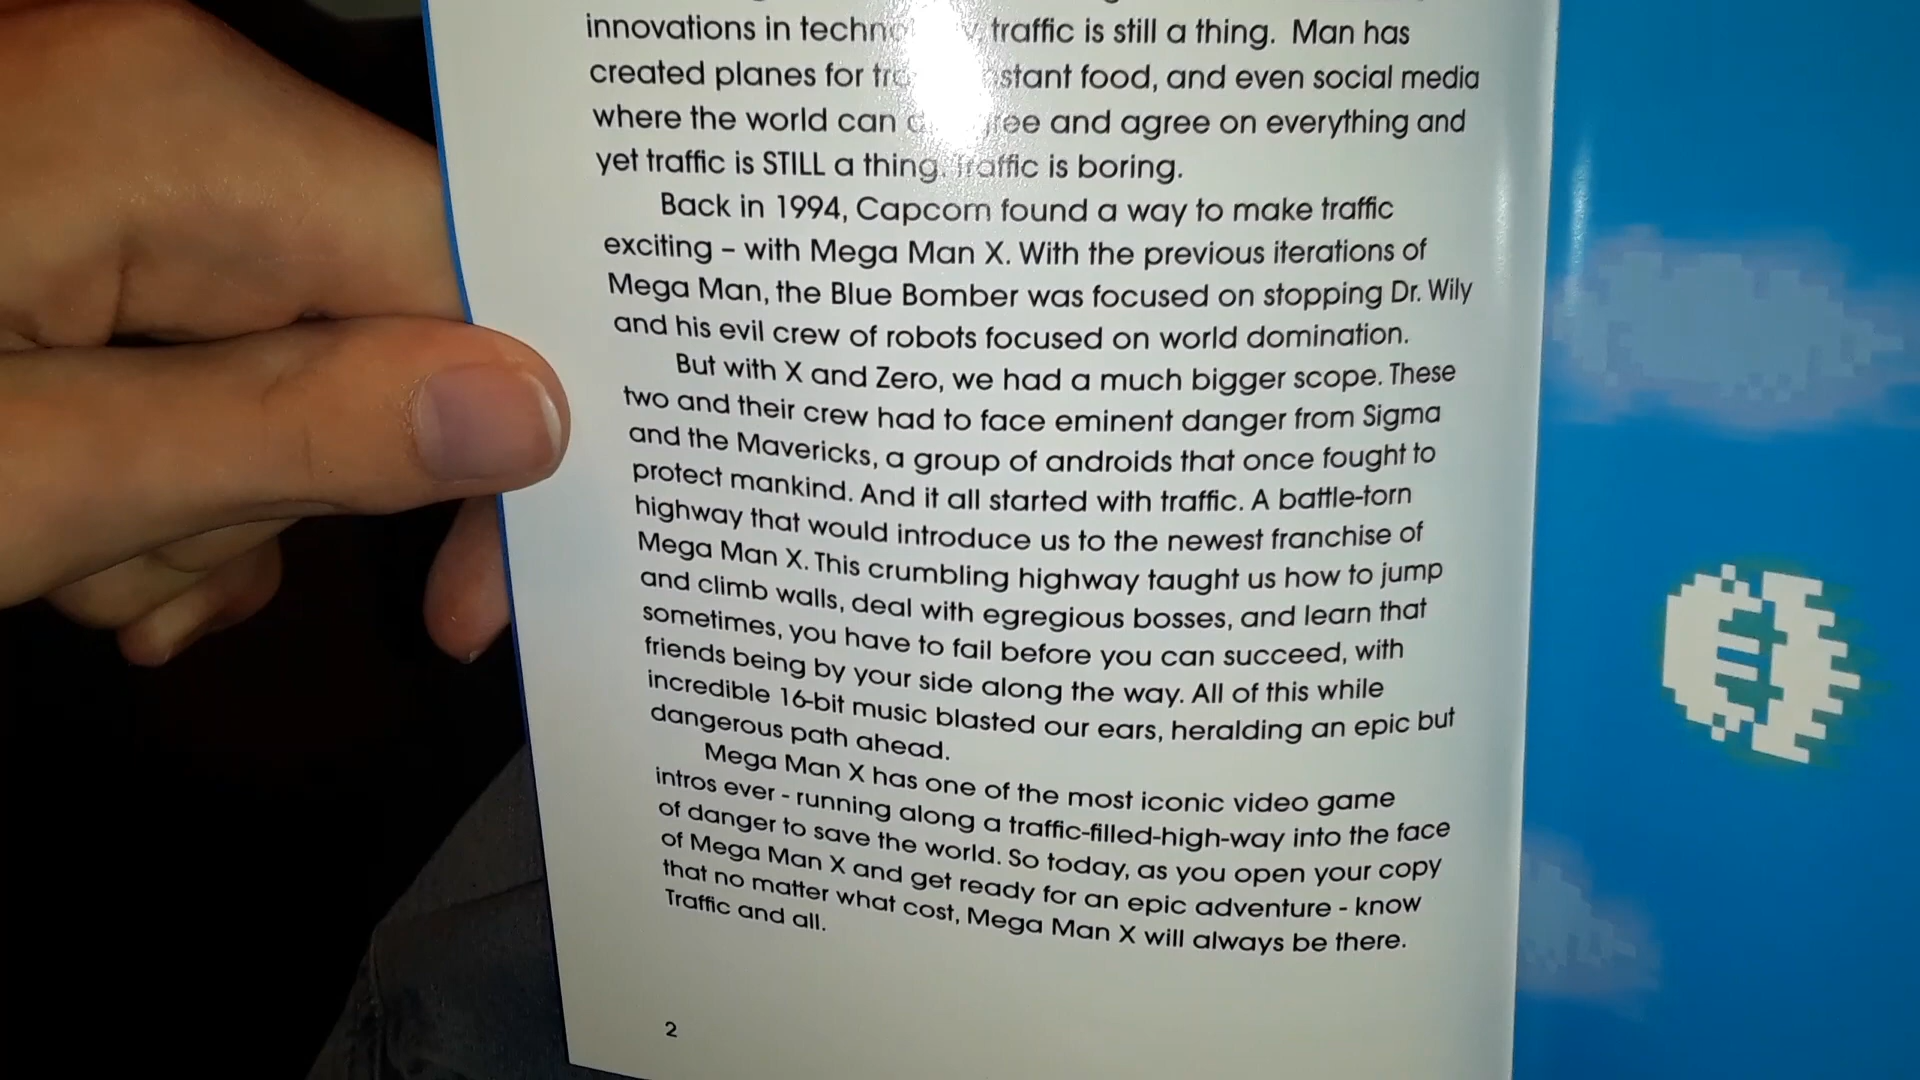 innovations in traffic is still a thing. Man has
created planes for food, and even social media
where the world can and agree on everything and
yet traffic is STILL a thing. Traffic is boring.
Back in 1994, Capcom found a way to make traffic
exciting – with Mega Man X. With the previous iterations of
Mega Man, the Blue Bomber was focused on stopping Dr. Wily
and his evil crew of robots focused on world domination.
But with X and Zero, we had a much bigger scope. These
two and their crew had to face eminent danger from Sigma
and the Mavericks, a group of androids that once fought to
protect mankind. And it all started with traffic. A battle-torn
highway that would introduce us to the newest franchise of
Mega Man X. This crumbling highway taught us how to jump
and climb walls, deal with egregious bosses, and learn that
sometimes, you have to fail before you can succeed, with
friends being by your side along the way. All of this while
incredible 16-bit music blasted our ears, heralding an epic but
dangerous path ahead.
Mega Man X has one of the most iconic video game
intros ever - running along a traffic-filled-high-way into the face
of danger to save the world. So today, as you open your copy
of Mega Man X and get ready for an epic adventure - know
that no matter what cost, Mega Man X will always be there.
Traffic and all.
2